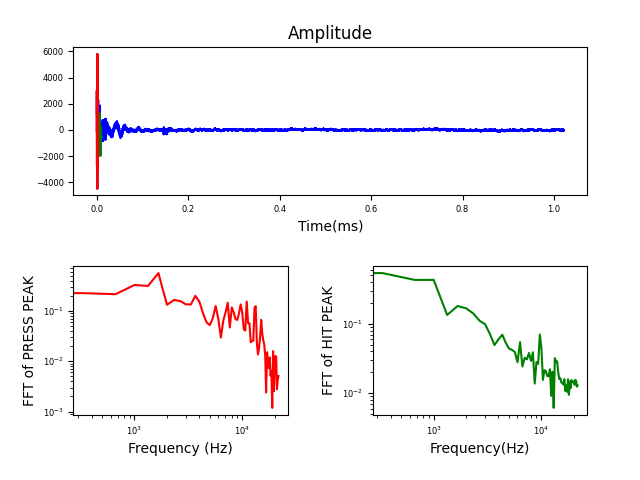 Amplitude
6000
4000
2000
0
−2000
−4000
0.0 0.2 0.4 0.6 0.8 1.0
Time(ms)
FFT of PRESS PEAK
10⁻¹
10⁻²
10⁻³
10³ 10⁴
Frequency (Hz)
FFT of HIT PEAK
10⁻¹
10⁻²
10³ 10⁴
Frequency(Hz)